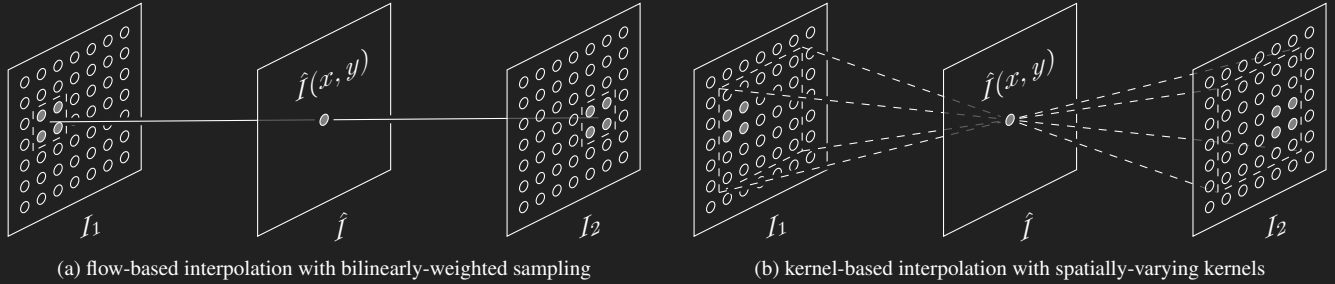 Î(x, y)
I₁
Î
I₂
(a) flow-based interpolation with bilinearly-weighted sampling
Î(x, y)
I₁
Î
I₂
(b) kernel-based interpolation with spatially-varying kernels